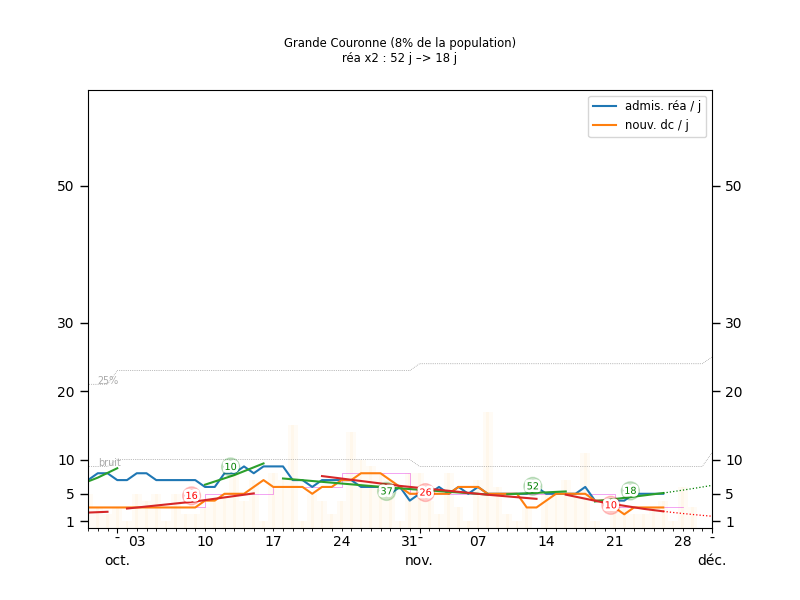 Grande Couronne (8% de la population)
réa x2 : 52 j –> 18 j
admis. réa / j
nouv. dc / j
50 50
30 30
25%
20 20
bruit
10 10
10
16 37 26 52 10 18
5 5
1 1
03 10 17 24 31 07 14 21 28
oct. nov. déc.